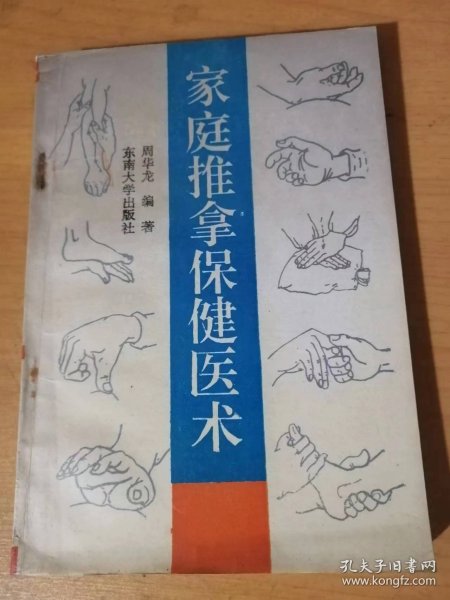 家庭推拿保健医术
周华龙 编著
东南大学出版社
孔夫子旧书网
www.kongfz.com